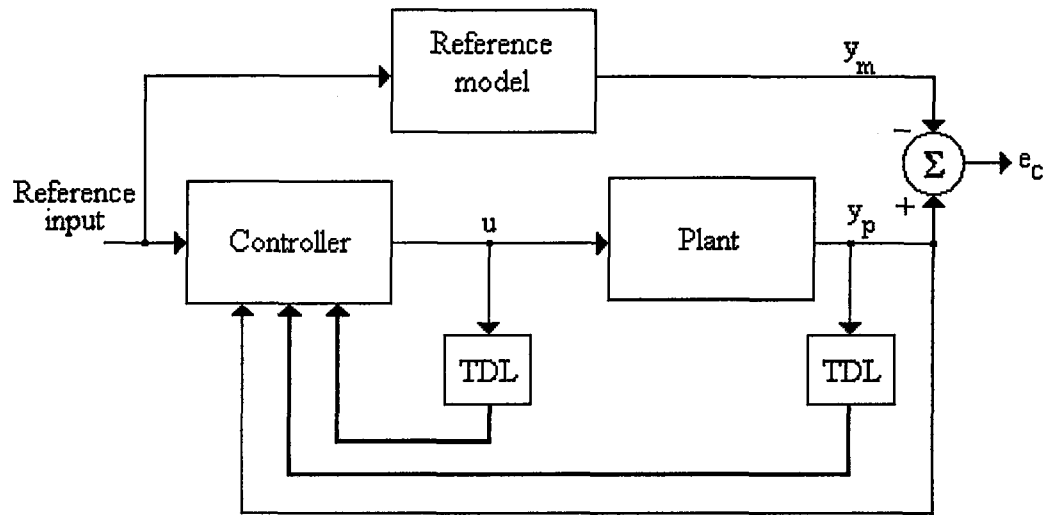 Reference
model
y_m
-
Σ
e_c
+
Reference
input
Controller
u
Plant
y_p
TDL
TDL